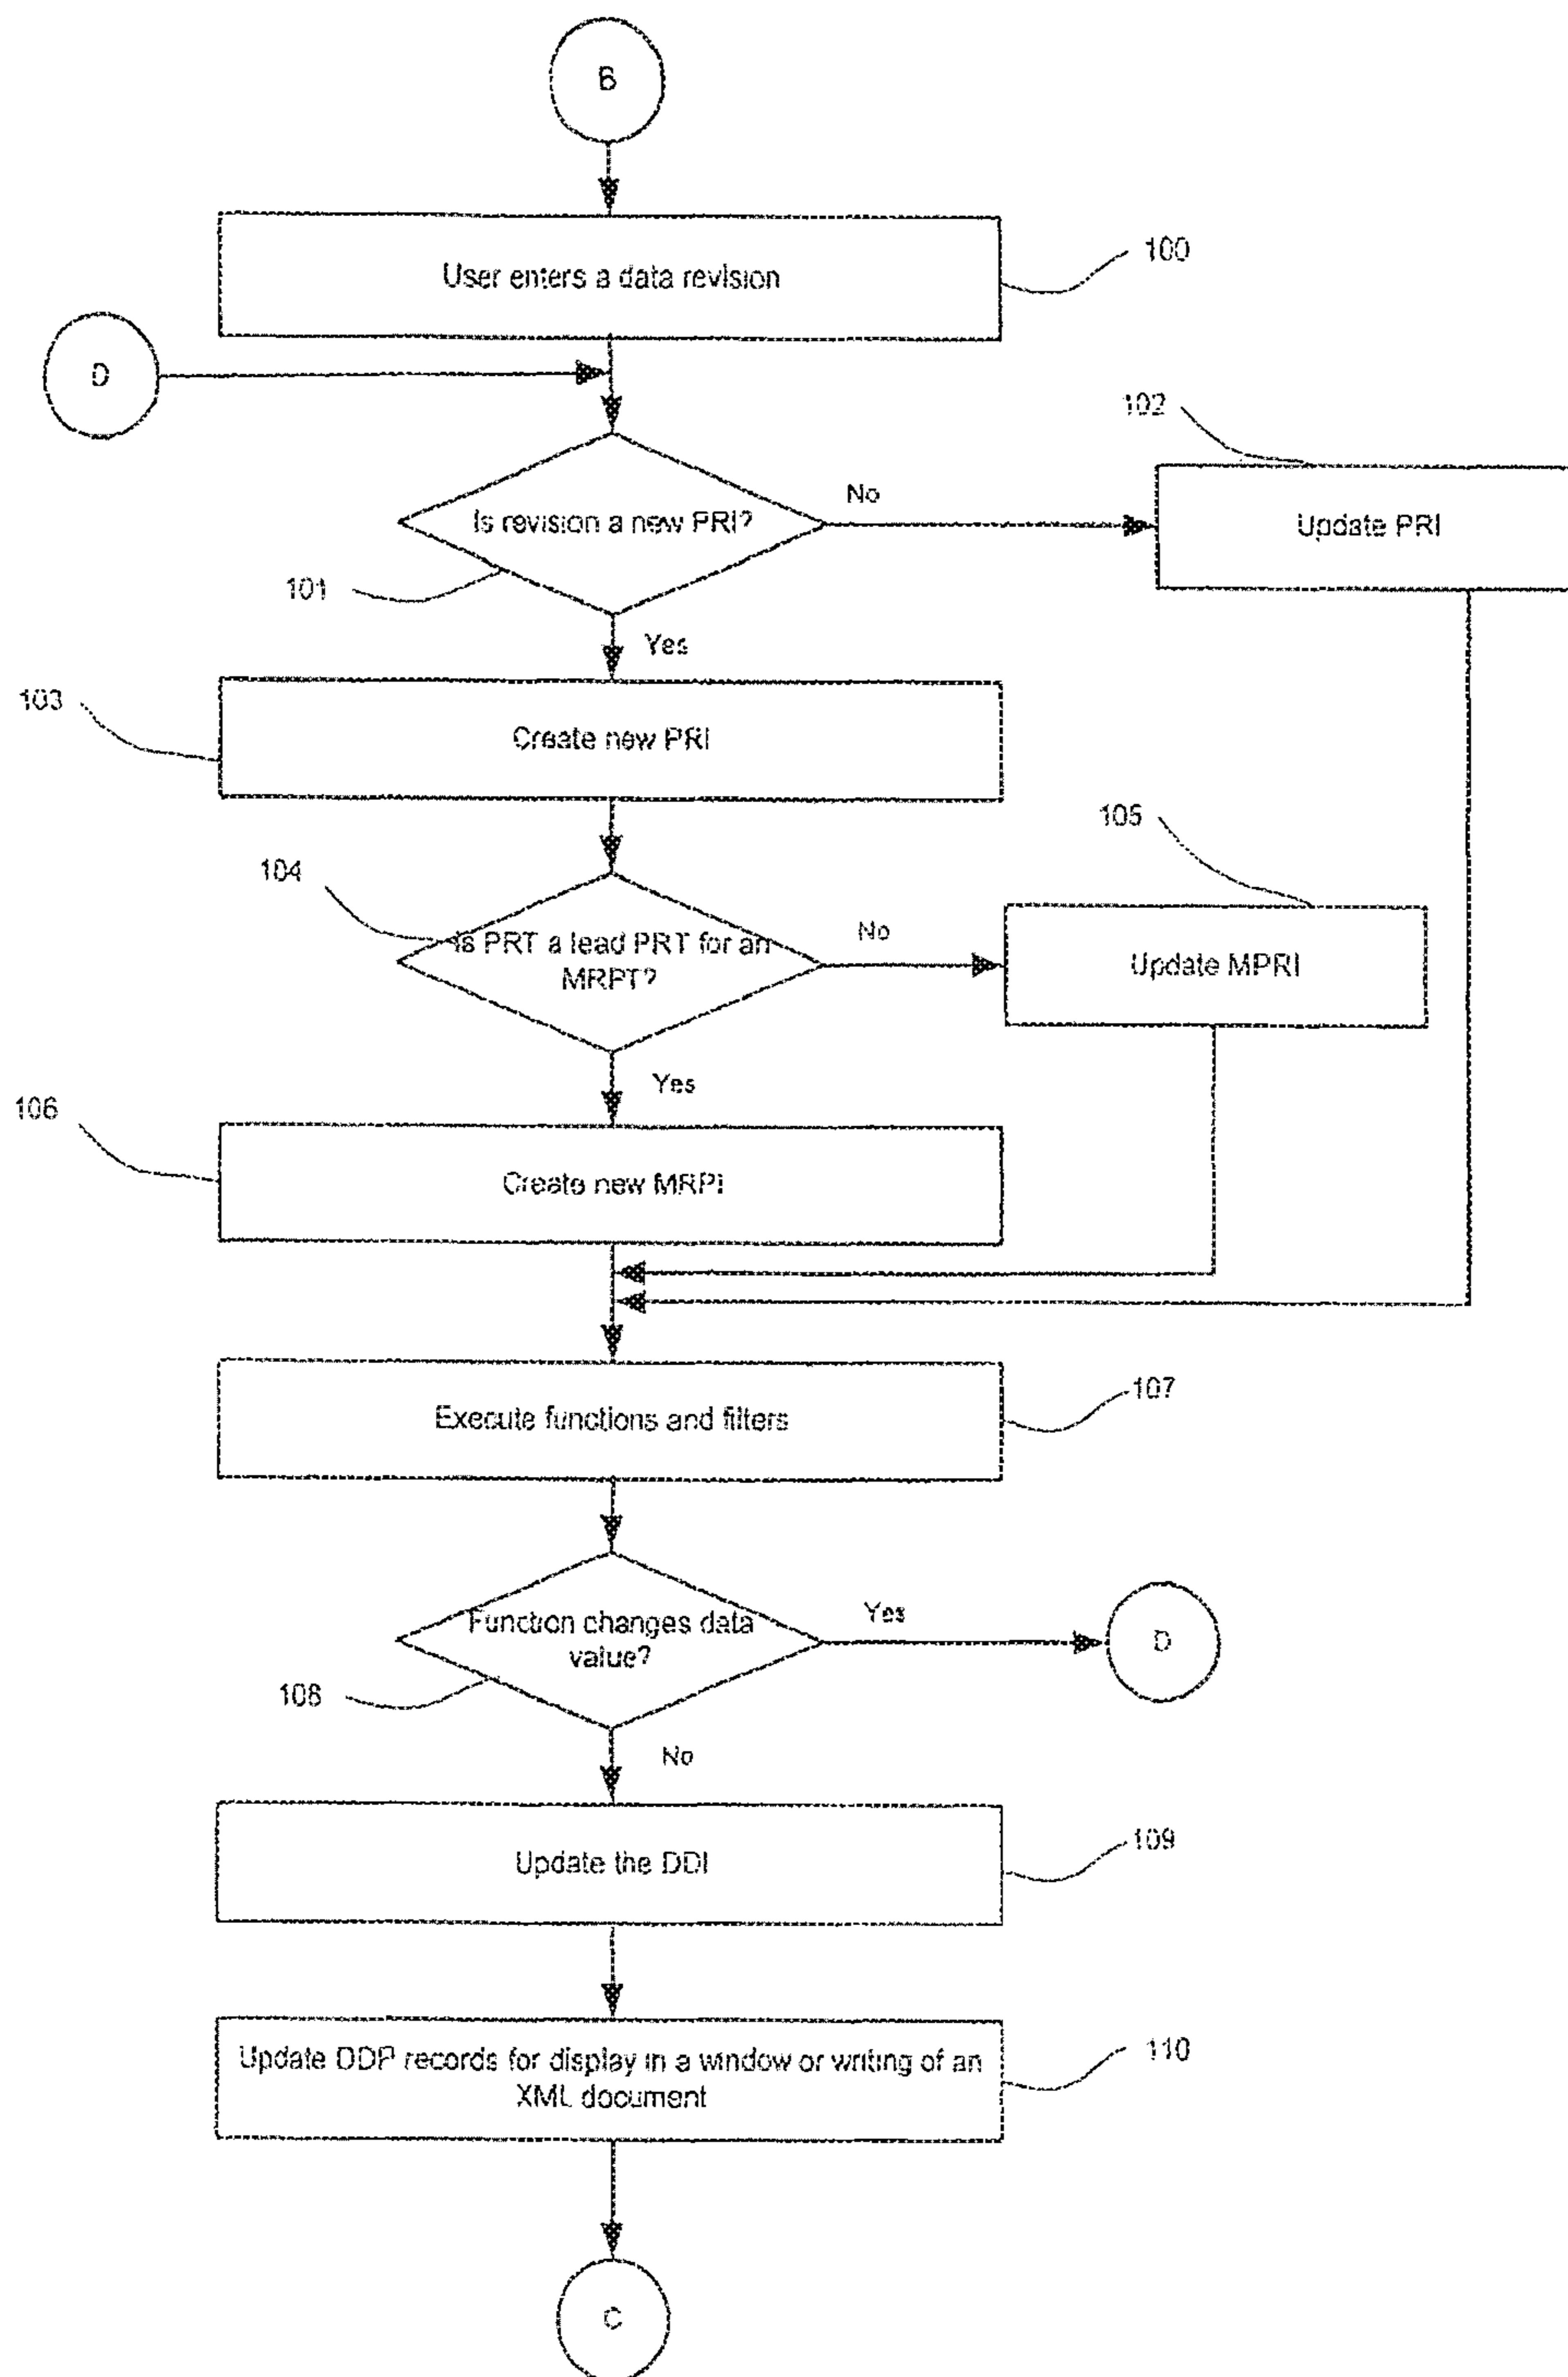 B
User enters a data revision
100
D
102
Is revision a new PRI?
No
Update PRI
101
Yes
103
Create new PRI
105
104
Is PRT a lead PRT for an
MRPT?
No
Update MPRI
Yes
106
Create new MRPI
107
Execute functions and filters
Function changes data
value?
Yes
D
108
No
109
Update the DDI
Update DDP records for display in a window or writing of an
XML document
110
C